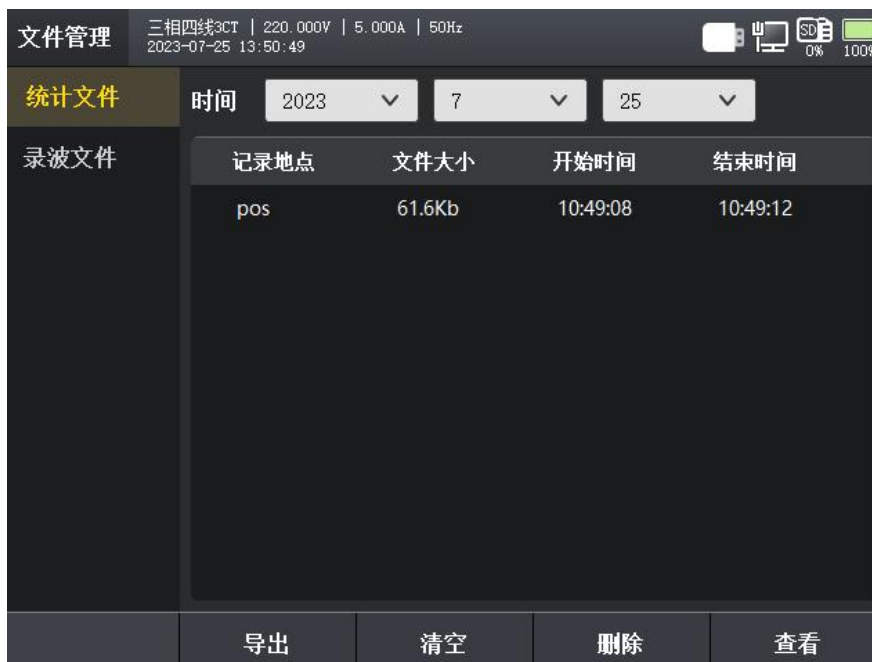 文件管理
三相四线3CT | 220.000V | 5.000A | 50Hz
2023-07-25 13:50:49
SD
0%
100%
统计文件
录波文件
时间 2023 7 25
记录地点 文件大小 开始时间 结束时间
pos 61.6Kb 10:49:08 10:49:12
导出 清空 删除 查看